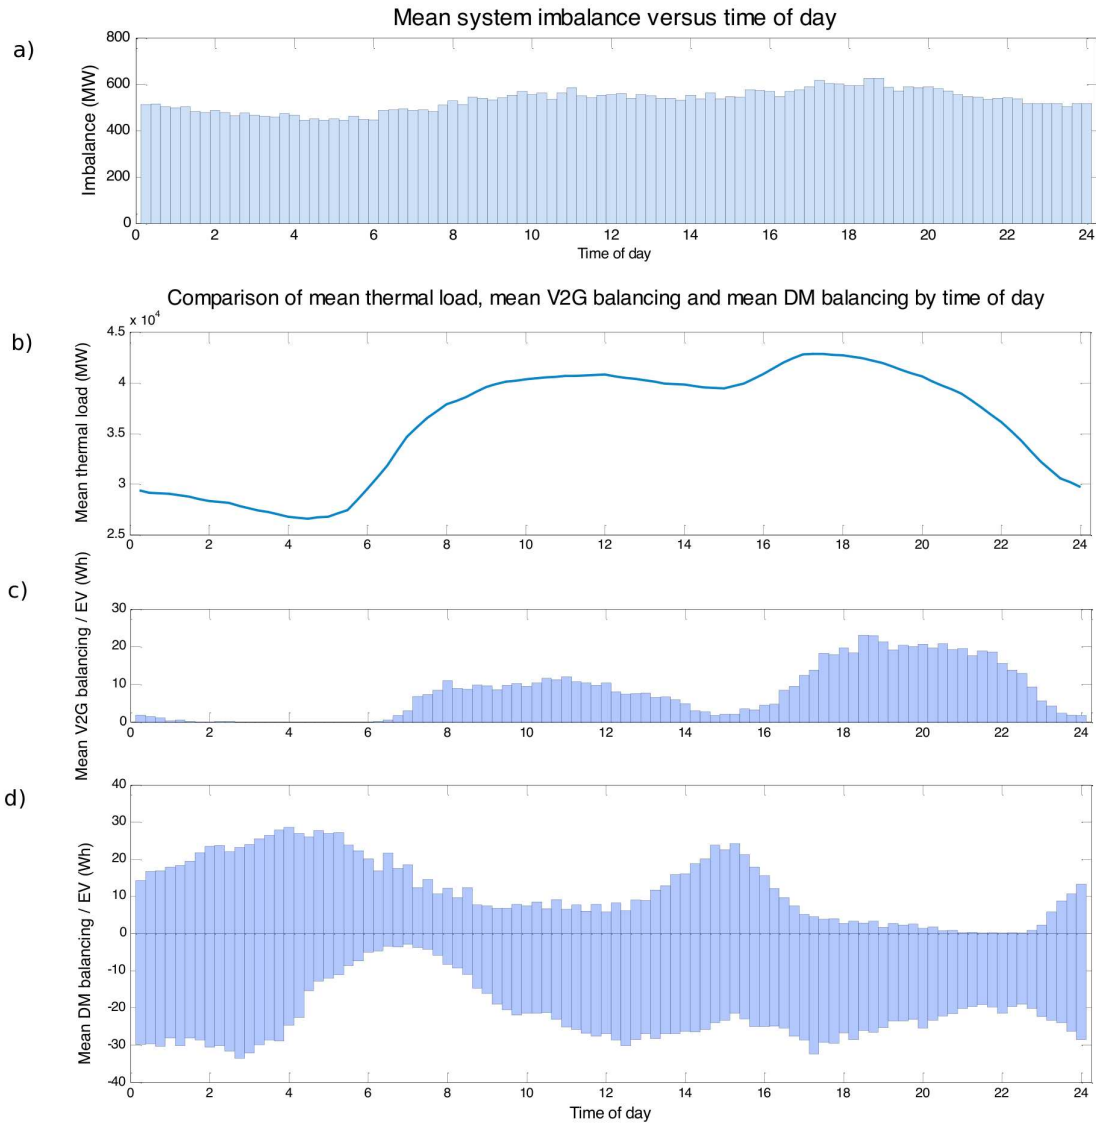 Mean system imbalance versus time of day
a)
Imbalance (MW)
800
600
400
200
0
0 2 4 6 8 10 12 14 16 18 20 22 24
Time of day
Comparison of mean thermal load, mean V2G balancing and mean DM balancing by time of day
b)
x 10⁴
Mean thermal load (MW)
4.5
4
3.5
3
2.5
0 2 4 6 8 10 12 14 16 18 20 22 24
c)
Mean V2G balancing / EV (Wh)
30
20
10
0
0 2 4 6 8 10 12 14 16 18 20 22 24
d)
Mean DM balancing / EV (Wh)
40
30
20
10
0
-10
-20
-30
-40
0 2 4 6 8 10 12 14 16 18 20 22 24
Time of day